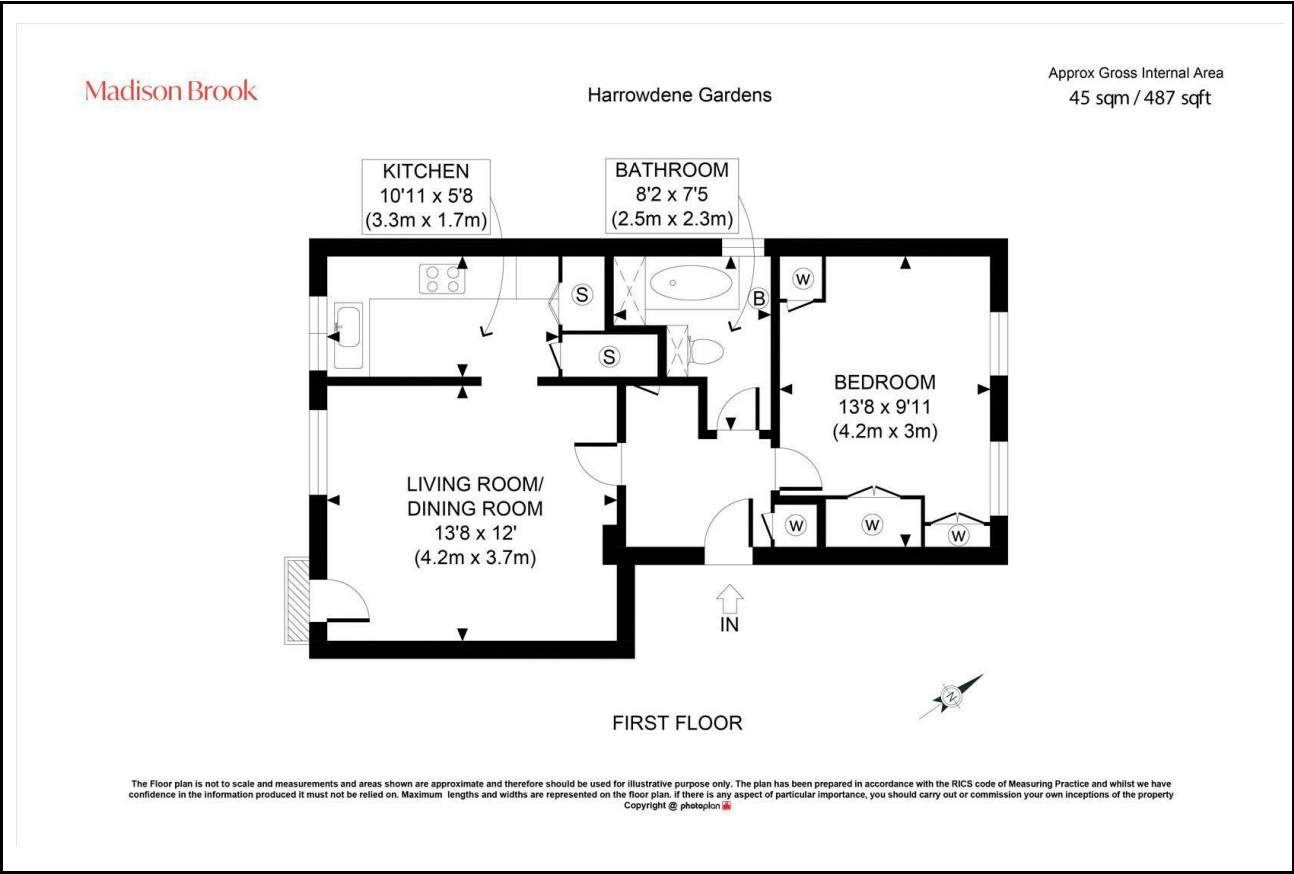 Madison Brook
Harrowdene Gardens
Approx Gross Internal Area
45 sqm / 487 sqft
KITCHEN
10'11 x 5'8
(3.3m x 1.7m)
BATHROOM
8'2 x 7'5
(2.5m x 2.3m)
S
S
B
W
BEDROOM
13'8 x 9'11
(4.2m x 3m)
LIVING ROOM/
DINING ROOM
13'8 x 12'
(4.2m x 3.7m)
W
W
W
IN
N
FIRST FLOOR
The Floor plan is not to scale and measurements and areas shown are approximate and therefore should be used for illustrative purpose only. The plan has been prepared in accordance with the RICS code of Measuring Practice and whilst we have
confidence in the information produced it must not be relied on. Maximum lengths and widths are represented on the floor plan. if there is any aspect of particular importance, you should carry out or commission your own inceptions of the property
Copyright @ photoplan